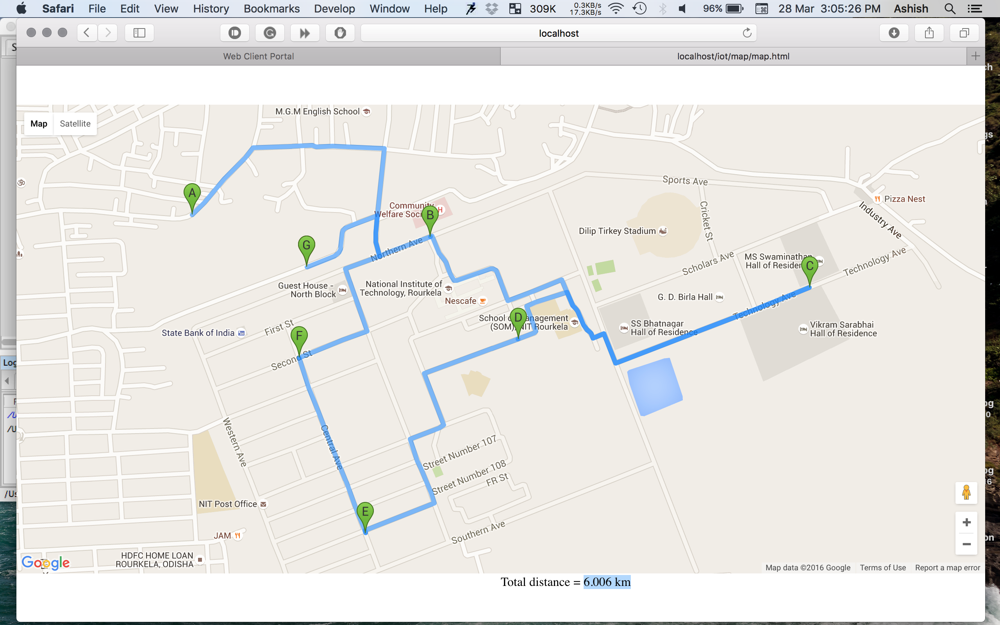 Safari File Edit View History Bookmarks Develop Window Help 309K 0.3KB/s 17.3KB/s 96% 28 Mar 3:05:26 PM Ashish
localhost
Web Client Portal
localhost/iot/map/map.html
Map Satellite
M.G.M English School
Sports Ave
A
Pizza Nest
Community
Welfare Soci
H
B
Cricket St
Industry Ave
Dilip Tirkey Stadium
G
Northern Ave
Scholars Ave
MS Swaminathan
Hall of Residen
C
Technology Ave
Guest House -
North Block
National Institute of
Technology, Rourkela
Nescafe
G. D. Birla Hall
Technology Ave
School of Management
(SOM), NIT Rourkela
D
SS Bhatnagar
Hall of Residence
Vikram Sarabhai
Hall of Residence
State Bank of India
First St
F
Second St
Western Ave
Central Ave
Street Number 107
Street Number 108
FR St
NIT Post Office
E
Southern Ave
JAM
HDFC HOME LOAN
ROURKELA, ODISHA
Google
Map data ©2016 Google Terms of Use Report a map error
Total distance = 6.006 km